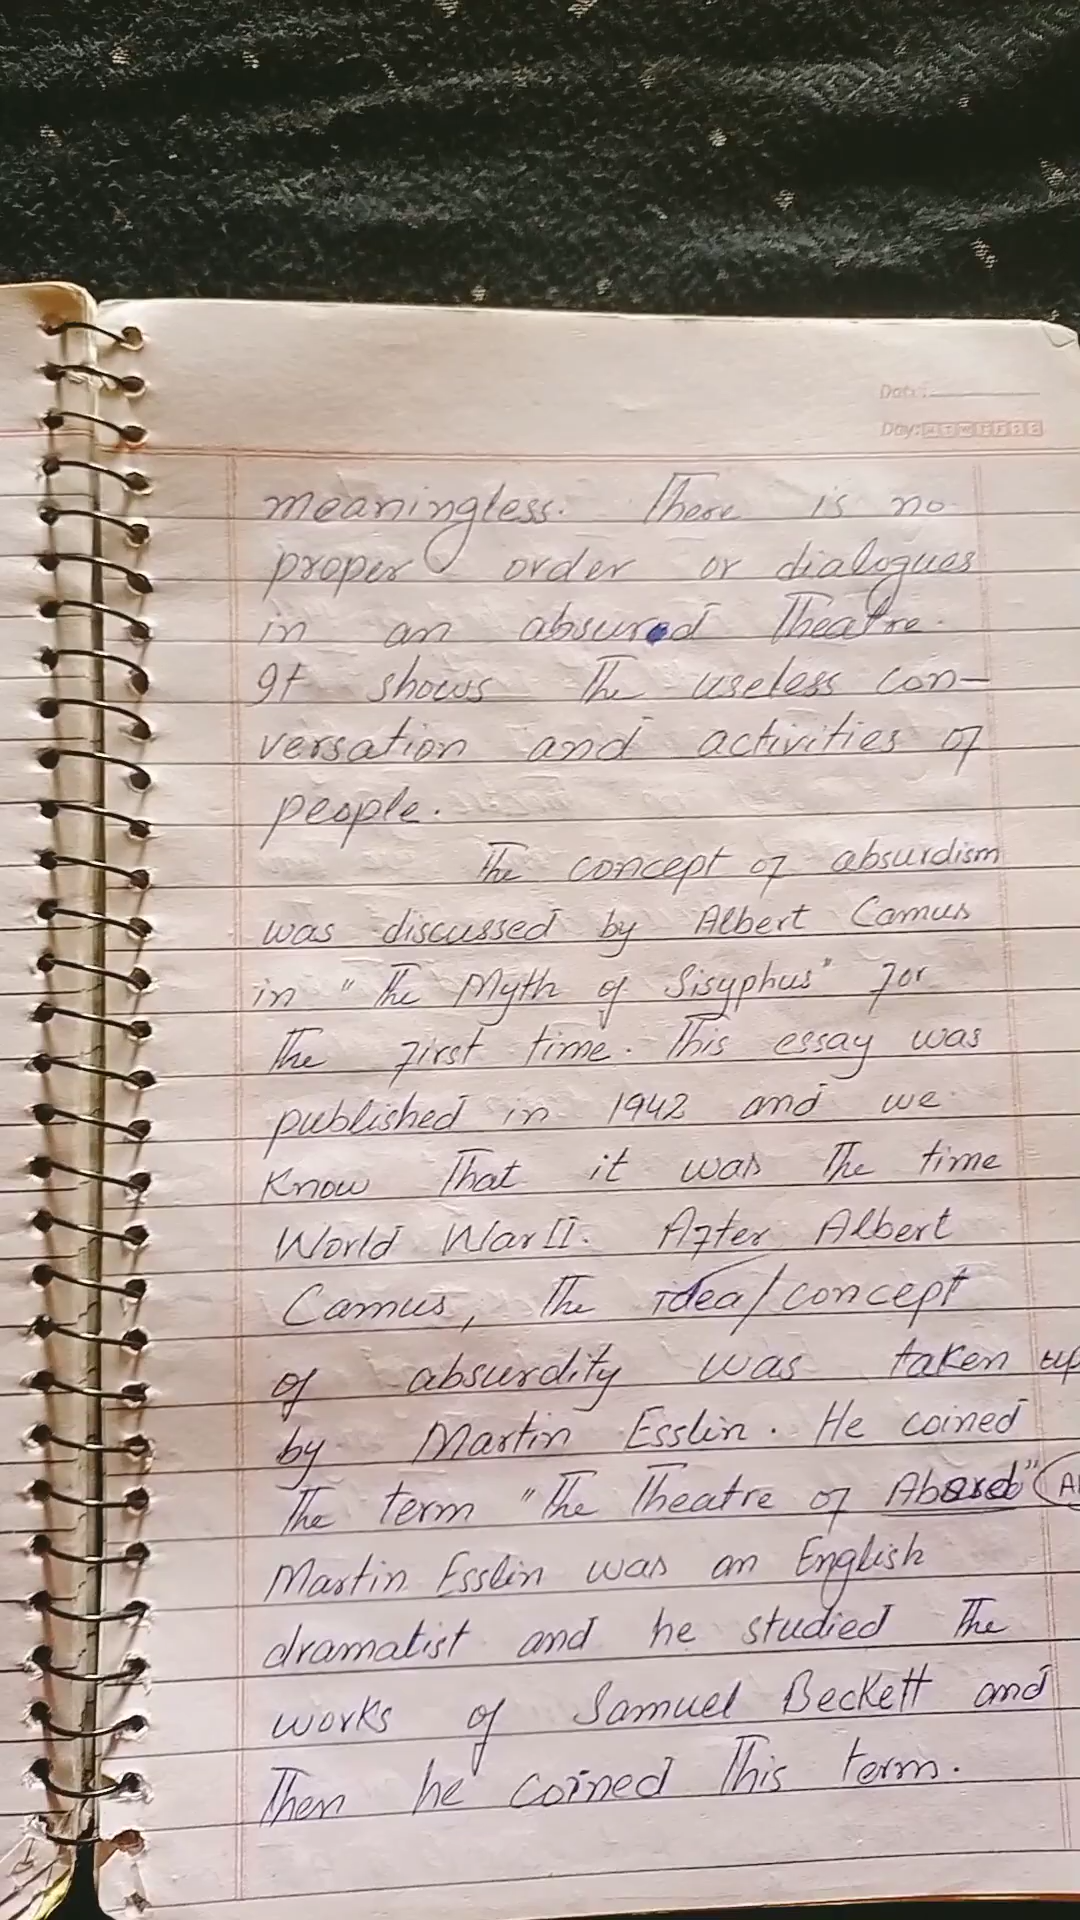 Date:
Day:
meaningless. There is no
proper order or dialogues
in an absured Theatre.
It shows The useless con-
versation and activities of
people.
The concept of absurdism
was discussed by Albert Camus
in "The Myth of Sisyphus" for
The first time. This essay was
published in 1942 and we
Know That it was The time
World War II. After Albert
Camus, The idea/concept
of absurdity was taken up
by Martin Esslin. He coined
The term "The Theatre of Absred"
Martin Esslin was an English
dramatist and he studied The
works of Samuel Beckett and
Then he coined This term.